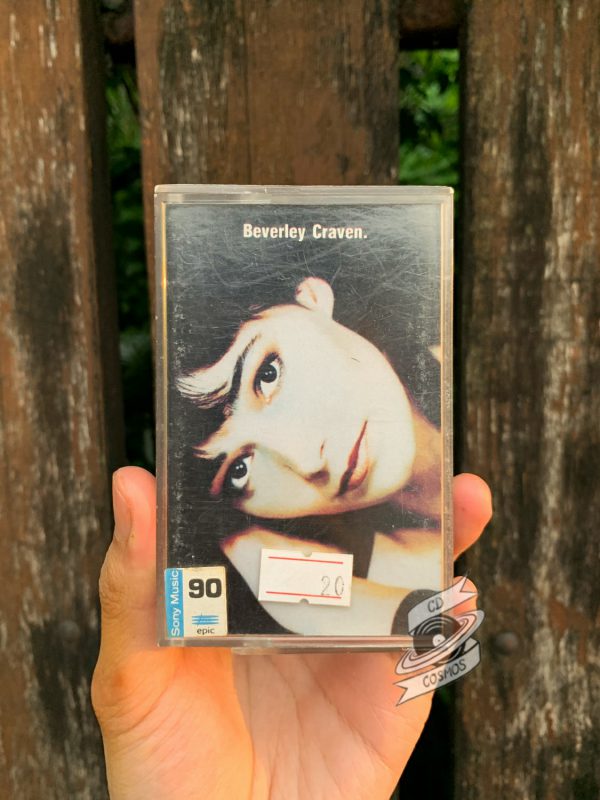 Beverley Craven.
20
Sony Music
90
epic
CD
COSMOS